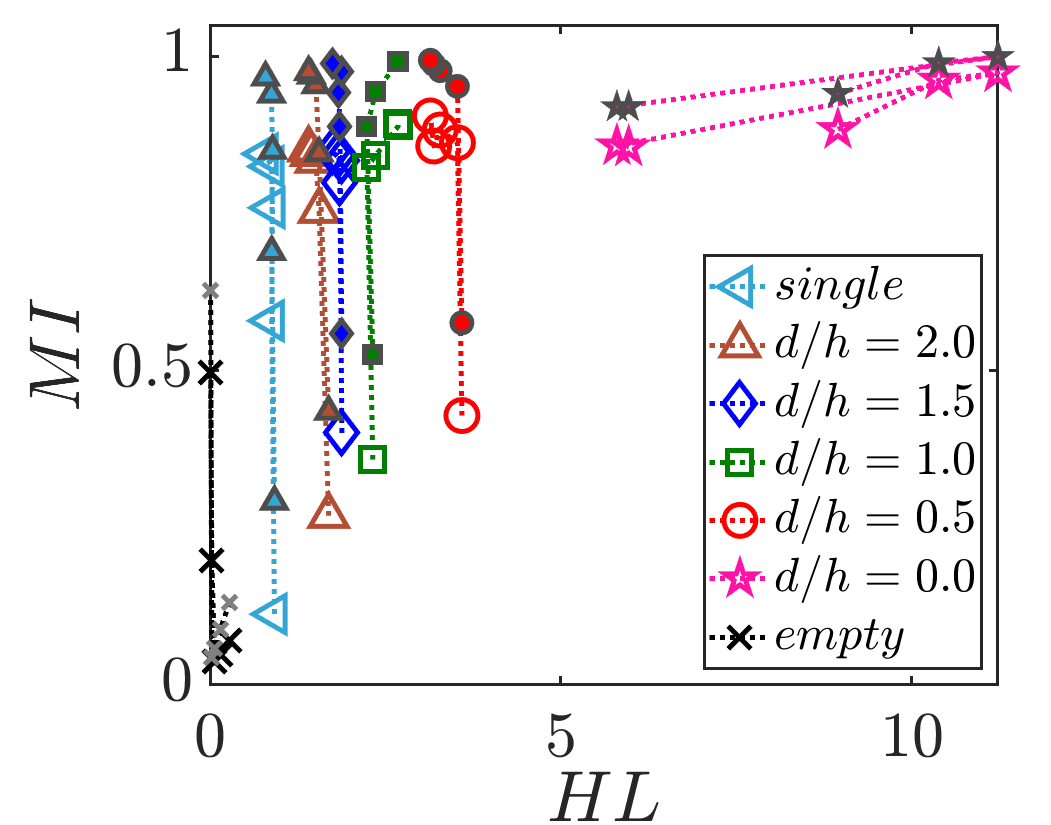 1
0.5
0
MI
0
5
10
HL
single
d/h = 2.0
d/h = 1.5
d/h = 1.0
d/h = 0.5
d/h = 0.0
empty